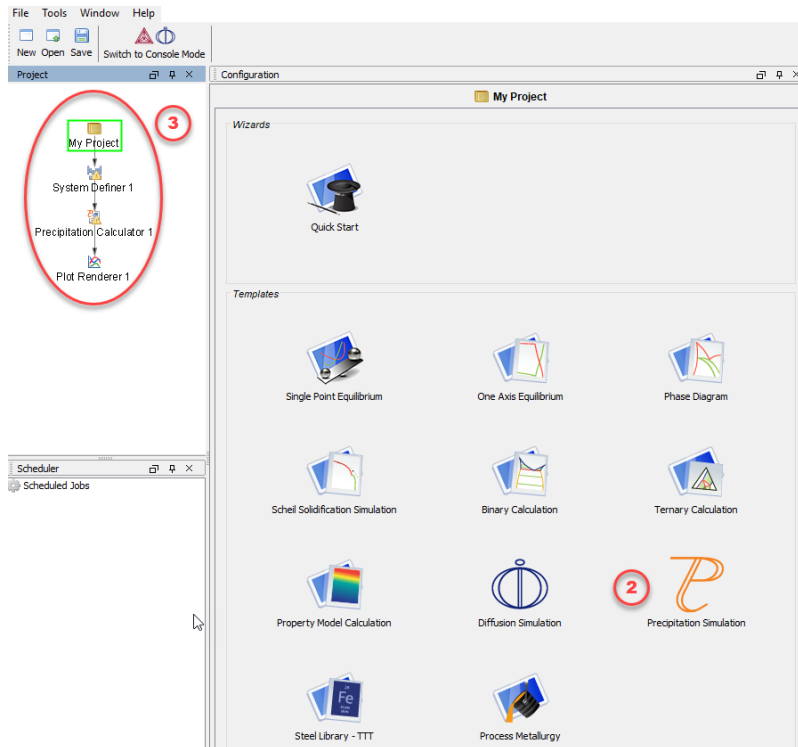 File Tools Window Help
New Open Save Switch to Console Mode
Project
3
My Project
System Definer 1
Precipitation Calculator 1
Plot Renderer 1
Scheduler
Scheduled Jobs
Configuration
My Project
Wizards
Quick Start
Templates
Single Point Equilibrium
One Axis Equilibrium
Phase Diagram
Scheil Solidification Simulation
Binary Calculation
Ternary Calculation
Property Model Calculation
Diffusion Simulation
2
Precipitation Simulation
Fe
Steel Library - TTT
Process Metallurgy